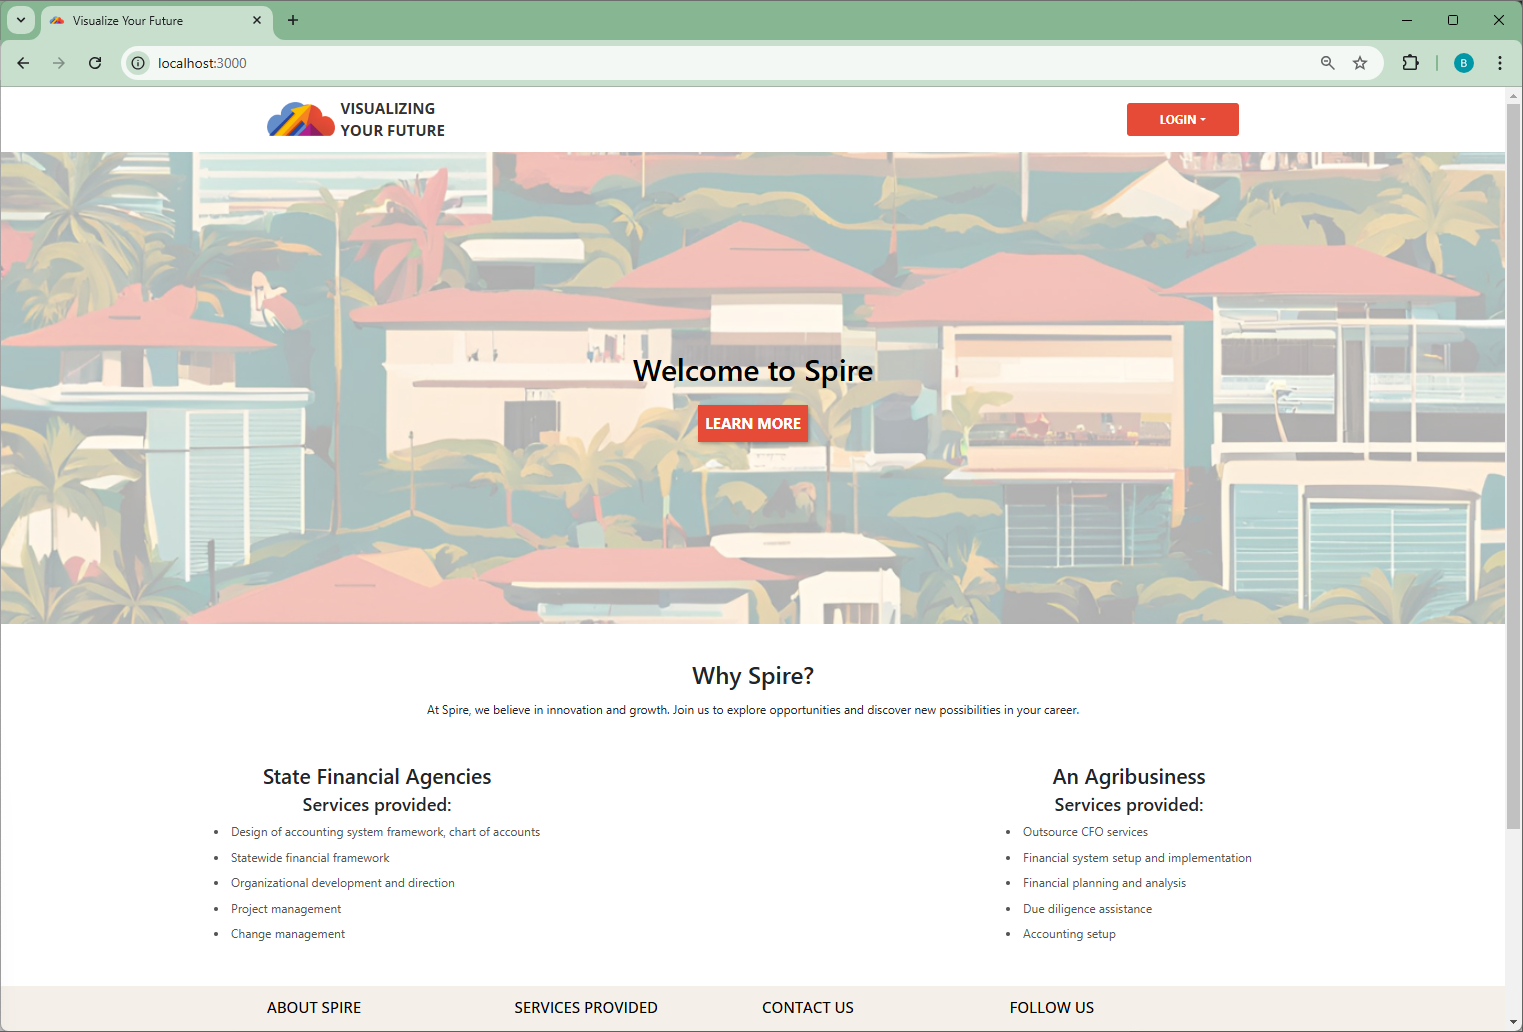 Visualize Your Future
localhost:3000
B
VISUALIZING
YOUR FUTURE
LOGIN
Welcome to Spire
LEARN MORE
Why Spire?
At Spire, we believe in innovation and growth. Join us to explore opportunities and discover new possibilities in your career.
State Financial Agencies
Services provided:
Design of accounting system framework, chart of accounts
Statewide financial framework
Organizational development and direction
Project management
Change management
An Agribusiness
Services provided:
Outsource CFO services
Financial system setup and implementation
Financial planning and analysis
Due diligence assistance
Accounting setup
ABOUT SPIRE
SERVICES PROVIDED
CONTACT US
FOLLOW US